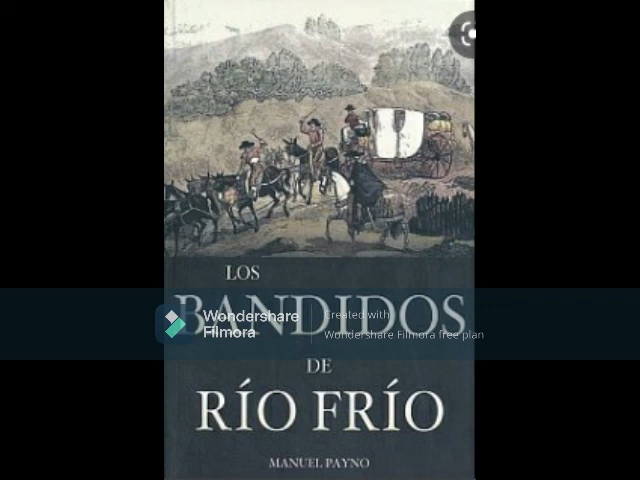 LOS
BANDIDOS
Wondershare
Filmora
Created with
Wondershare Filmora free plan
DE
RÍO FRÍO
MANUEL PAYNO